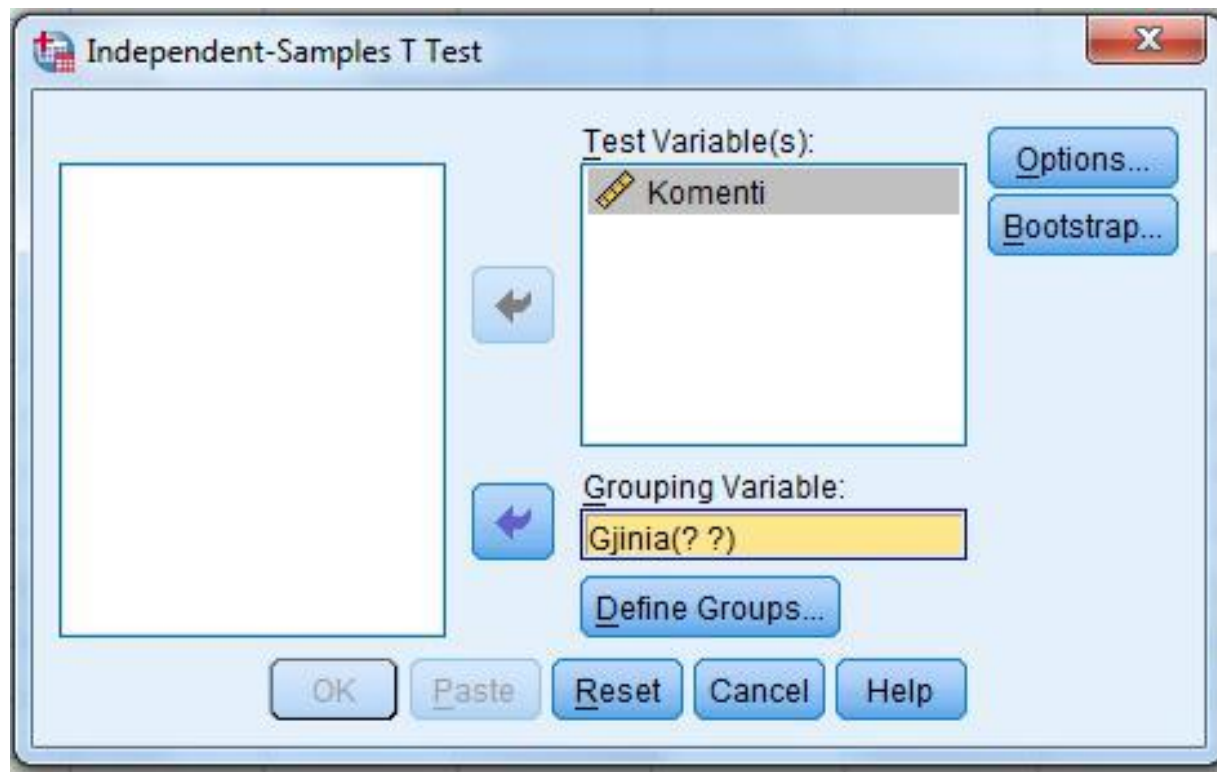 Independent-Samples T Test
Test Variable(s):
Komenti
Options...
Bootstrap...
Grouping Variable:
Gjinia(? ?)
Define Groups...
OK Paste Reset Cancel Help